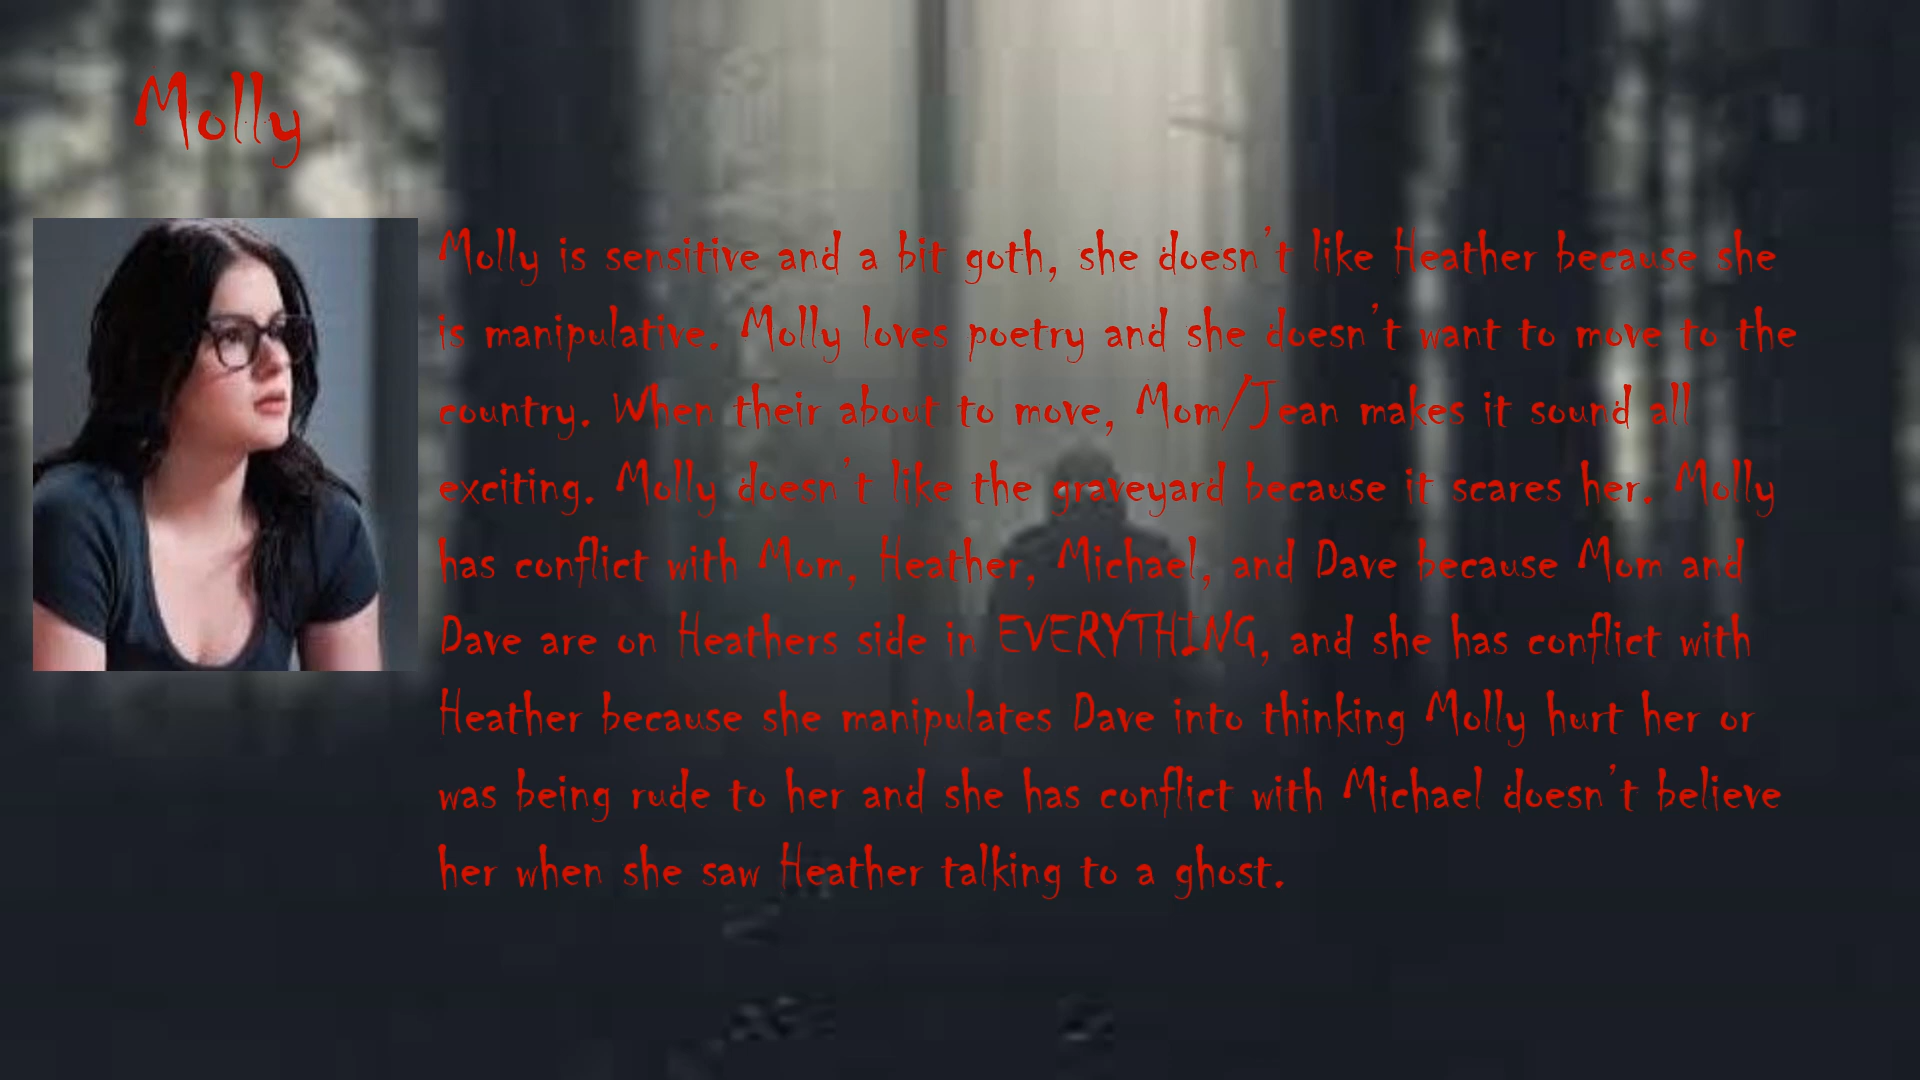 Molly
Molly is sensitive and a bit goth, she doesn't like Heather because she
is manipulative. Molly loves poetry and she doesn't want to move to the
country. When their about to move, Mom/Jean makes it sound all
exciting. Molly doesn't like the graveyard because it scares her. Molly
has conflict with Mom, Heather, Michael, and Dave because Mom and
Dave are on Heathers side in EVERYTHING, and she has conflict with
Heather because she manipulates Dave into thinking Molly hurt her or
was being rude to her and she has conflict with Michael doesn't believe
her when she saw Heather talking to a ghost.